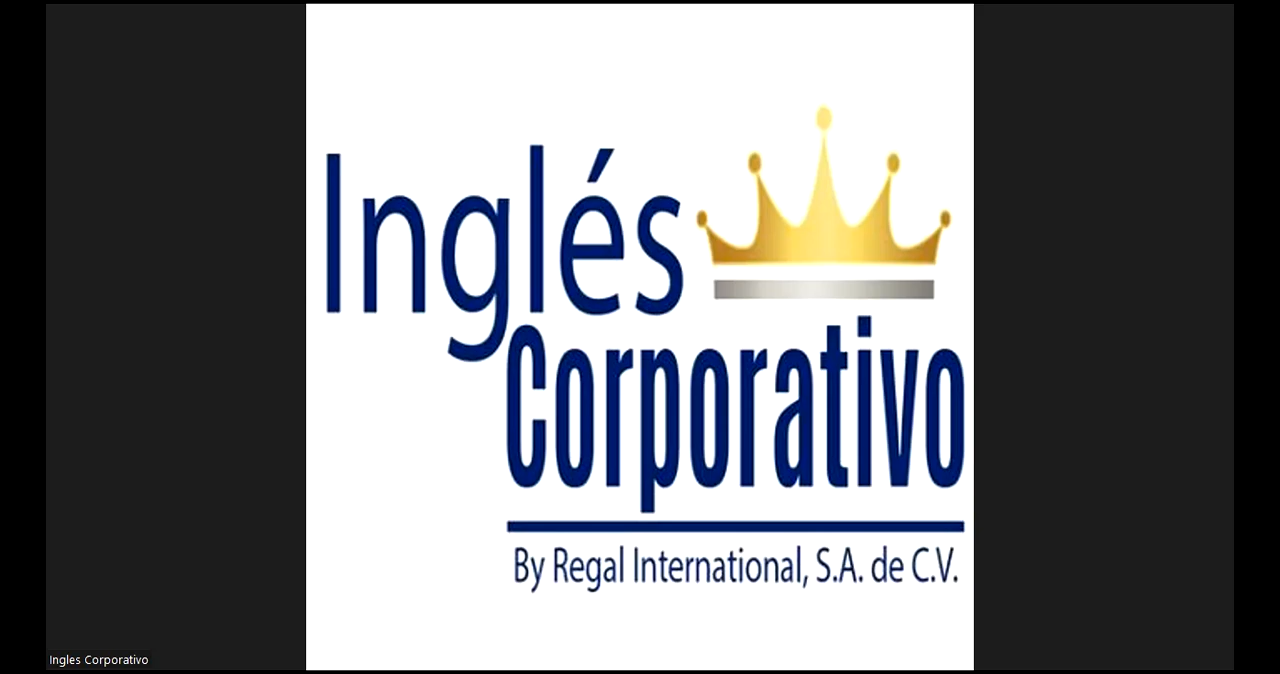 Inglés
Corporativo
By Regal International, S.A. de C.V.
Ingles Corporativo